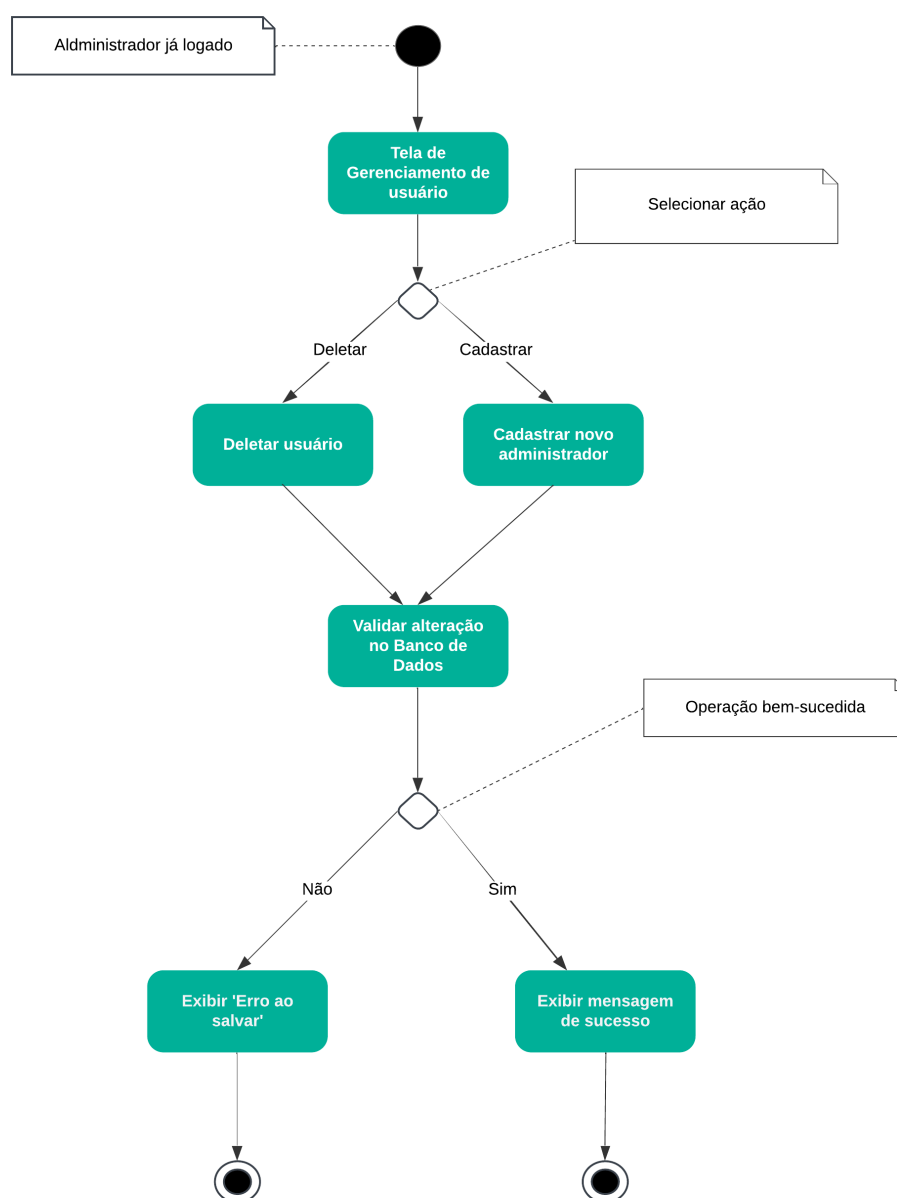 Aldministrador já logado
Tela de
Gerenciamento de
usuário
Selecionar ação
Deletar
Cadastrar
Deletar usuário
Cadastrar novo
administrador
Validar alteração
no Banco de
Dados
Operação bem-sucedida
Não
Sim
Exibir 'Erro ao
salvar'
Exibir mensagem
de sucesso